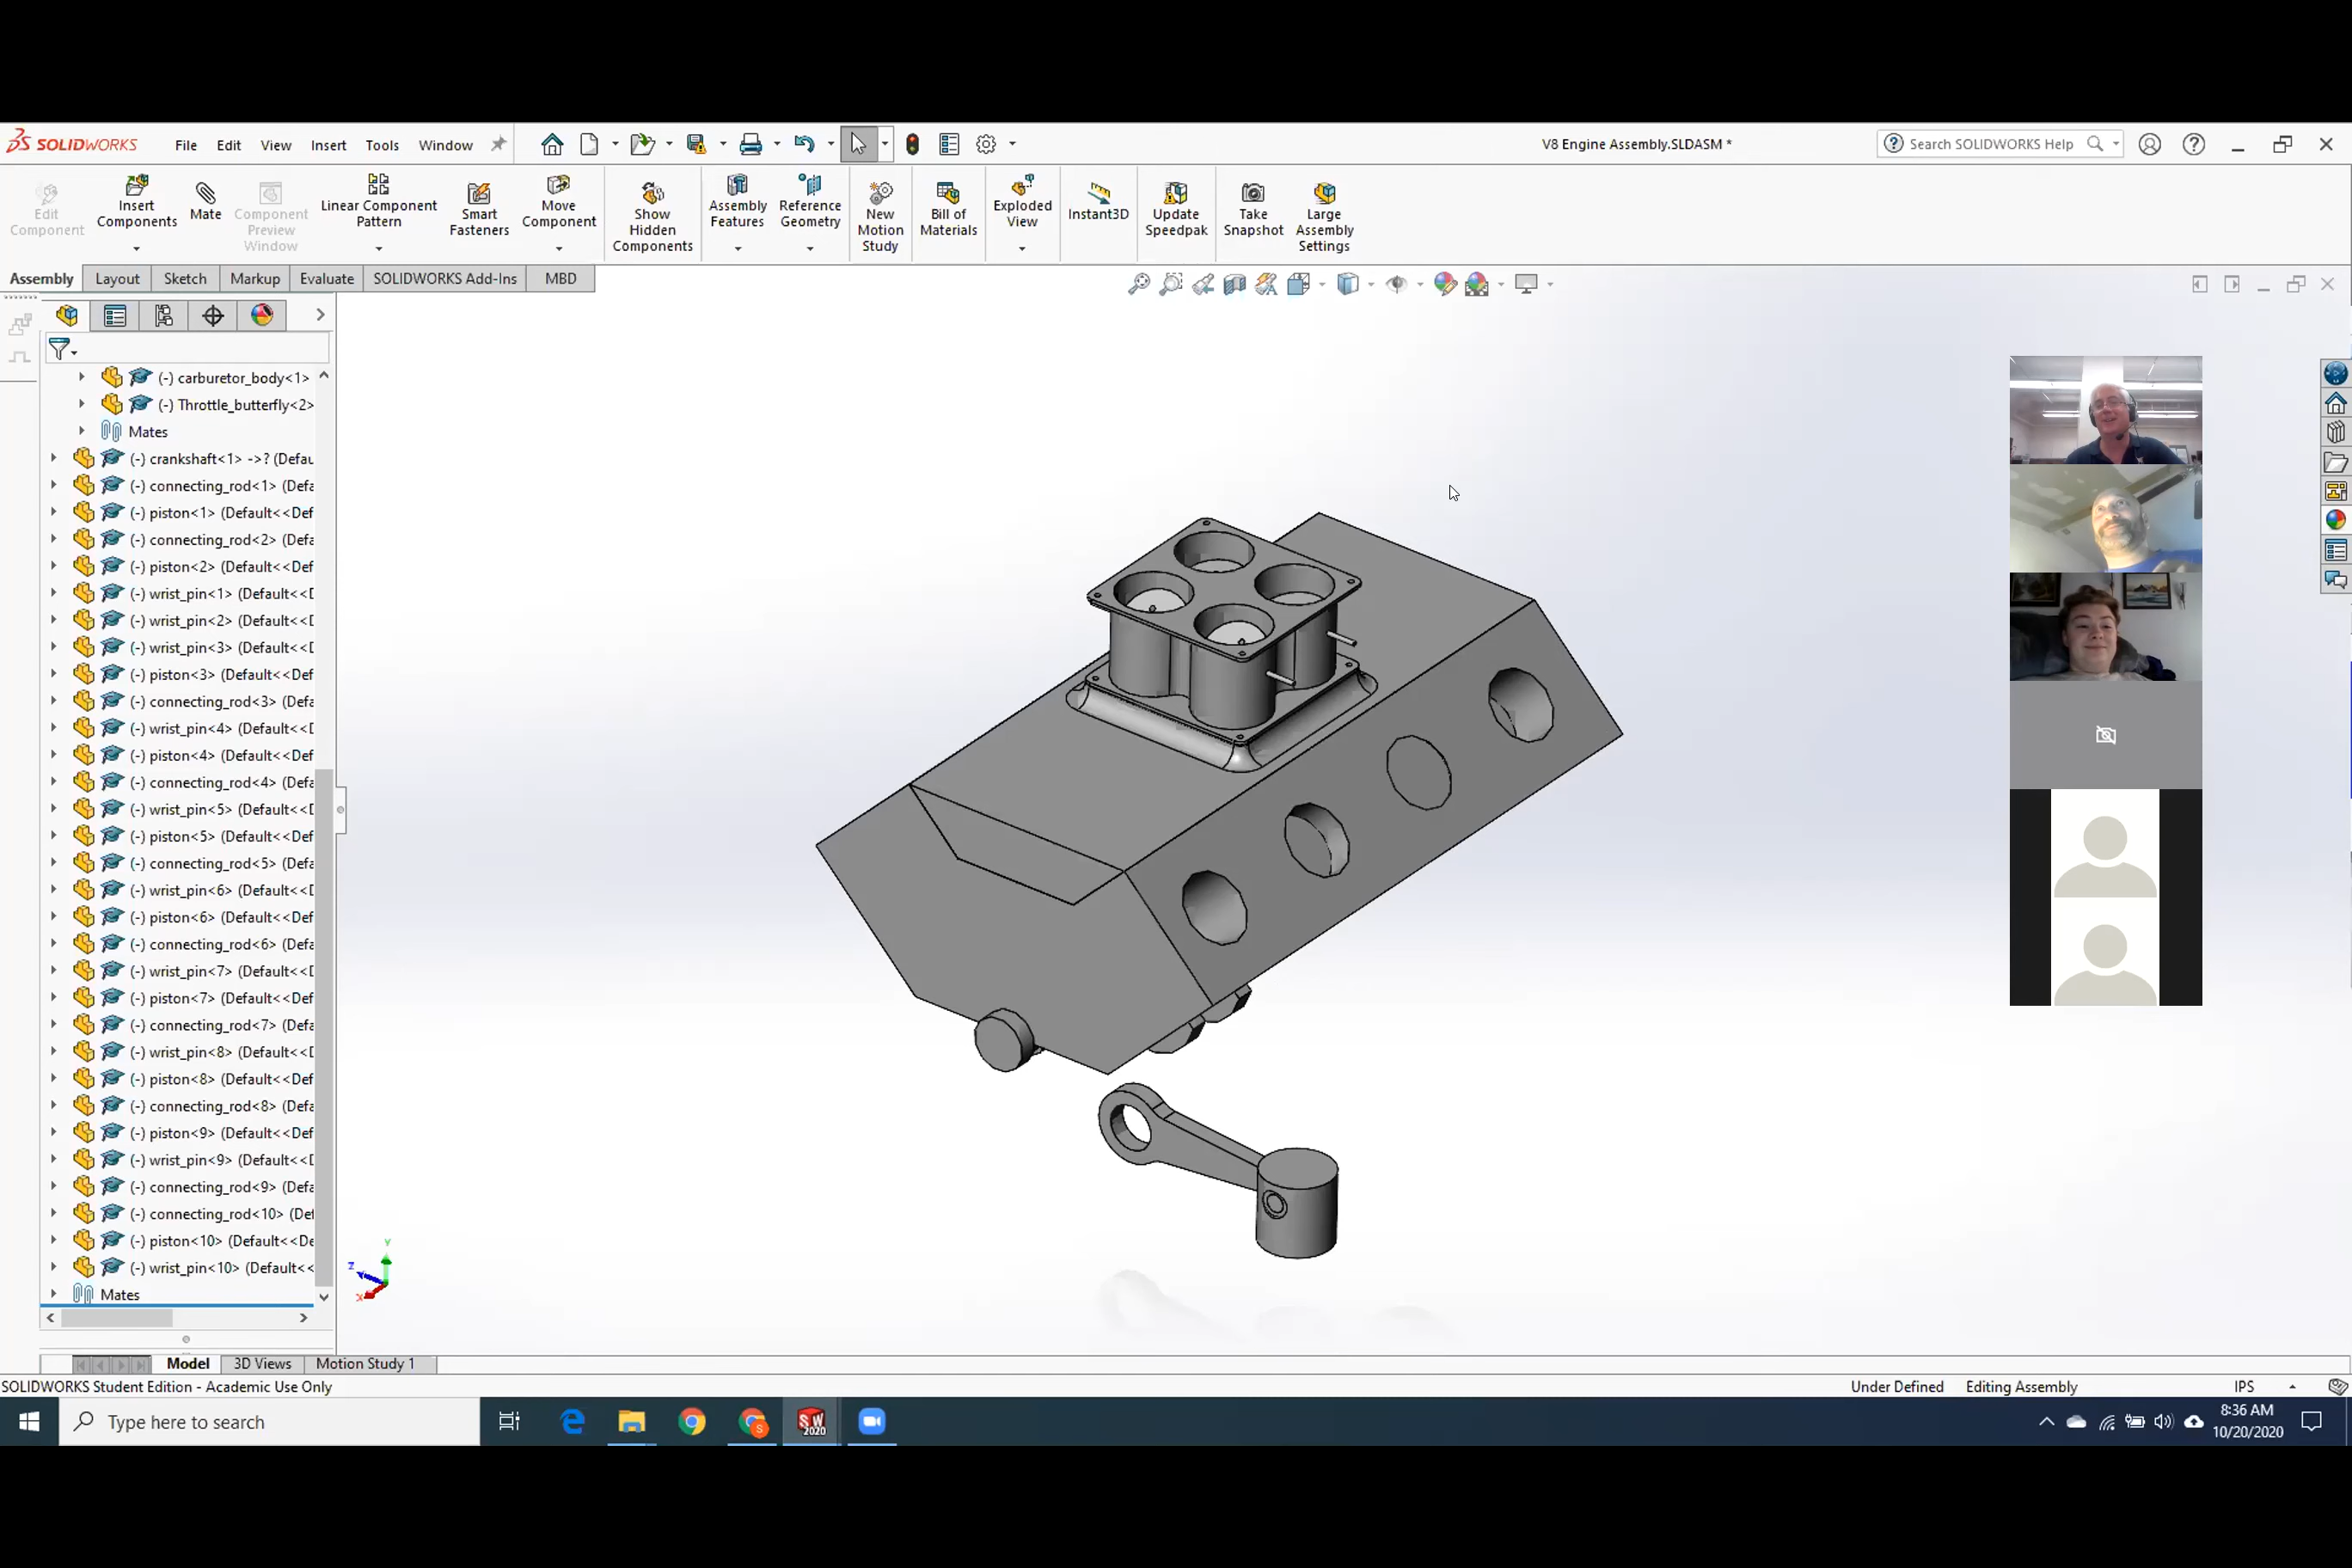 SOLIDWORKS File Edit View Insert Tools Window V8 Engine Assembly.SLDASM * Search SOLIDWORKS Help
Edit Component
Insert Components
Mate
Component Preview Window
Linear Component Pattern
Smart Fasteners
Move Component
Show Hidden Components
Assembly Features
Reference Geometry
New Motion Study
Bill of Materials
Exploded View
Instant3D
Update Speedpak
Take Snapshot
Large Assembly Settings
Assembly Layout Sketch Markup Evaluate SOLIDWORKS Add-Ins MBD
(-) carburetor_body<1>
(-) Throttle_butterfly<2>
Mates
(-) crankshaft<1> ->? (Defau
(-) connecting_rod<1> (Defa
(-) piston<1> (Default<<Def
(-) connecting_rod<2> (Defa
(-) piston<2> (Default<<Def
(-) wrist_pin<1> (Default<<D
(-) wrist_pin<2> (Default<<D
(-) wrist_pin<3> (Default<<D
(-) piston<3> (Default<<Def
(-) connecting_rod<3> (Defa
(-) wrist_pin<4> (Default<<D
(-) piston<4> (Default<<Def
(-) connecting_rod<4> (Defa
(-) wrist_pin<5> (Default<<D
(-) piston<5> (Default<<Def
(-) connecting_rod<5> (Defa
(-) wrist_pin<6> (Default<<D
(-) piston<6> (Default<<Def
(-) connecting_rod<6> (Defa
(-) wrist_pin<7> (Default<<D
(-) piston<7> (Default<<Def
(-) connecting_rod<7> (Defa
(-) wrist_pin<8> (Default<<D
(-) piston<8> (Default<<Def
(-) connecting_rod<8> (Defa
(-) piston<9> (Default<<Def
(-) wrist_pin<9> (Default<<D
(-) connecting_rod<9> (Defa
(-) connecting_rod<10> (Def
(-) piston<10> (Default<<De
(-) wrist_pin<10> (Default<<
Mates
Y
Z
X
Model 3D Views Motion Study 1
SOLIDWORKS Student Edition - Academic Use Only Under Defined Editing Assembly IPS
Type here to search
S W 2020
8:36 AM
10/20/2020